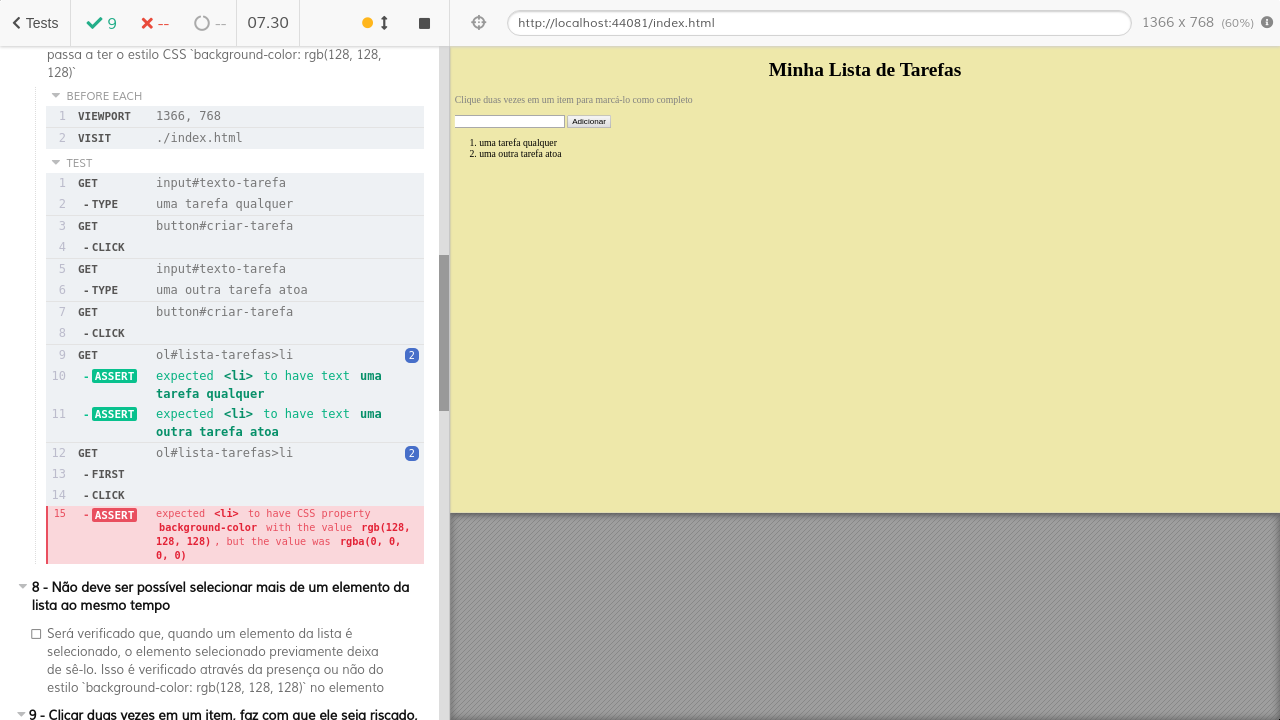 Tests
9
--
--
07.30
http://localhost:44081/index.html
1366 x 768 (60%)
passa a ter o estilo CSS `background-color: rgb(128, 128,
128)`
BEFORE EACH
1 VIEWPORT 1366, 768
2 VISIT ./index.html
TEST
1 GET input#texto-tarefa
2 -TYPE uma tarefa qualquer
3 GET button#criar-tarefa
4 -CLICK
5 GET input#texto-tarefa
6 -TYPE uma outra tarefa atoa
7 GET button#criar-tarefa
8 -CLICK
9 GET ol#lista-tarefas>li 2
10 -ASSERT expected <li> to have text uma
tarefa qualquer
11 -ASSERT expected <li> to have text uma
outra tarefa atoa
12 GET ol#lista-tarefas>li 2
13 -FIRST
14 -CLICK
15 -ASSERT expected <li> to have CSS property
background-color with the value rgb(128,
128, 128) , but the value was rgba(0, 0,
0, 0)
8 - Não deve ser possível selecionar mais de um elemento da
lista ao mesmo tempo
Será verificado que, quando um elemento da lista é
selecionado, o elemento selecionado previamente deixa
de sê-lo. Isso é verificado através da presença ou não do
estilo `background-color: rgb(128, 128, 128)` no elemento
9 - Clicar duas vezes em um item, faz com que ele seja riscado,
Minha Lista de Tarefas
Clique duas vezes em um item para marcá-lo como completo
Adicionar
1. uma tarefa qualquer
2. uma outra tarefa atoa